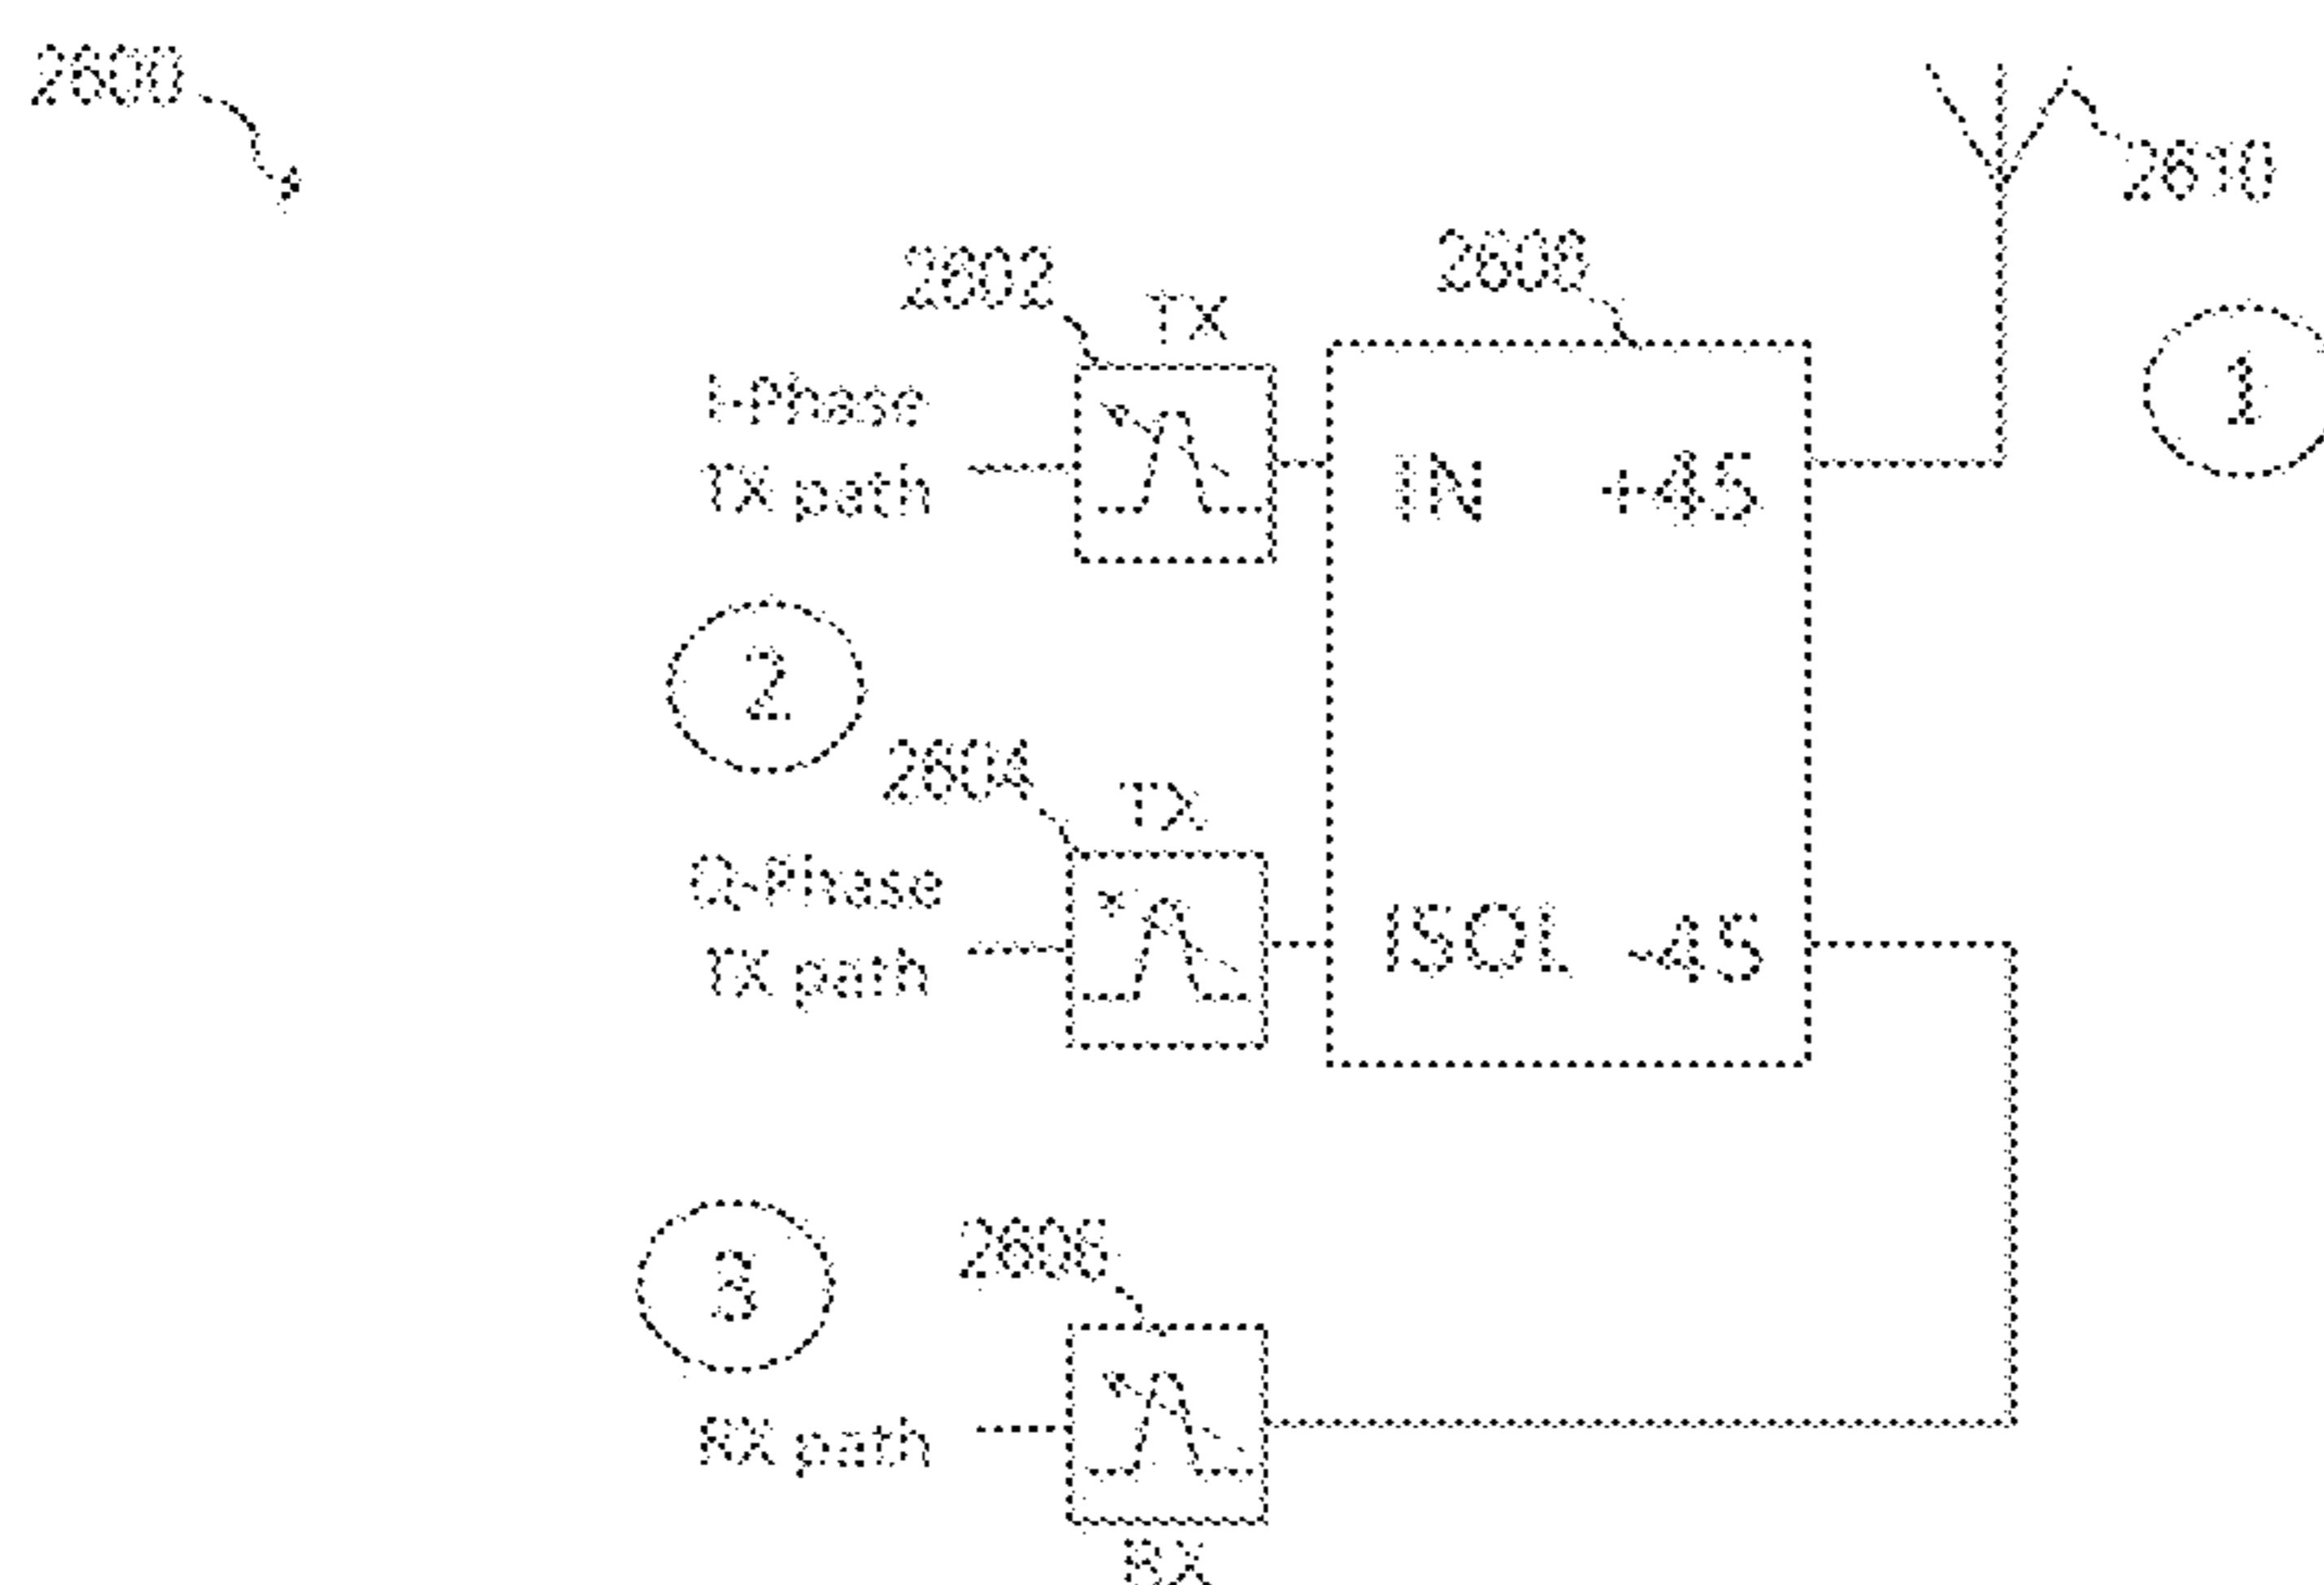 2600
2610
2602
2608
TX
1
I-Phase
TX path
IN +45
2
2604
TX
Q-Phase
TX path
ISOL -45
3
2606
RX path
RX